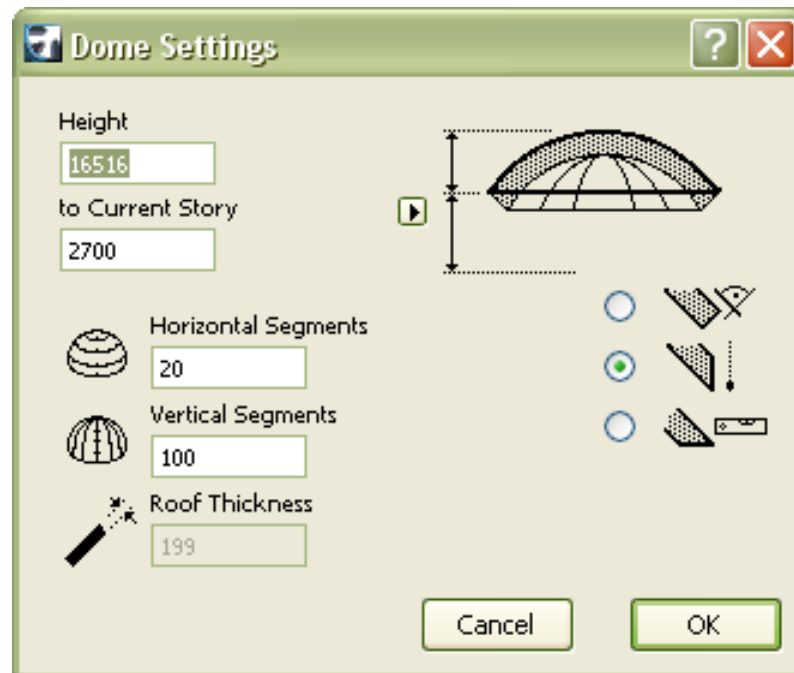 Dome Settings
Height
16516
to Current Story
2700
Horizontal Segments
20
Vertical Segments
100
Roof Thickness
199
Cancel
OK